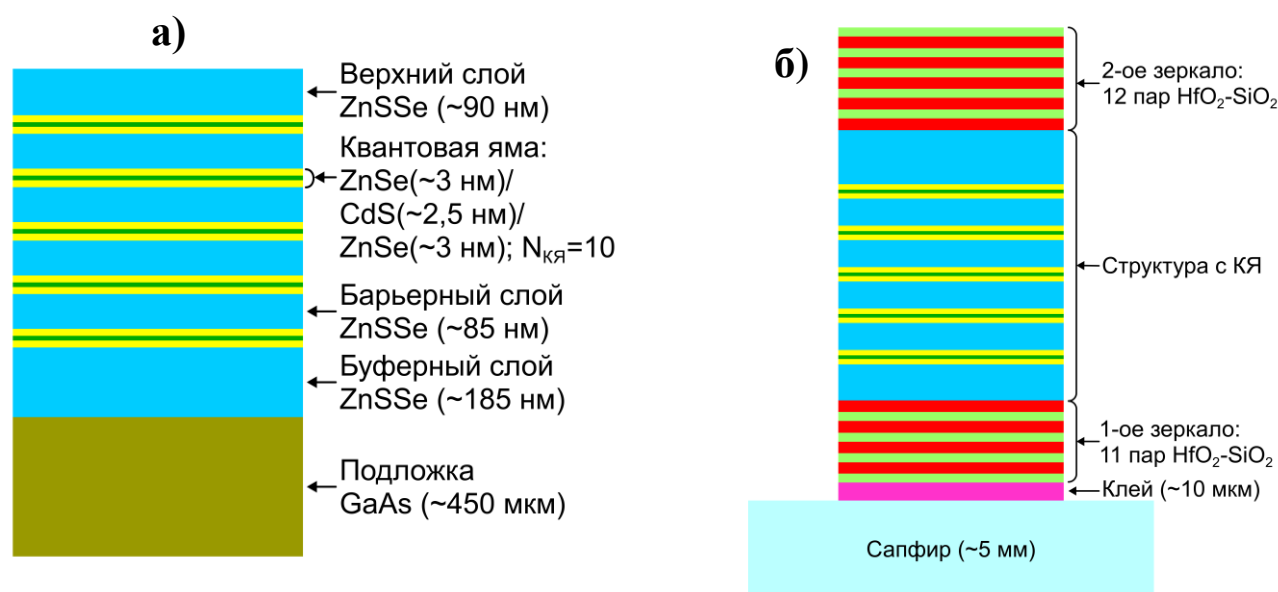 а)
Верхний слой
ZnSSe (~90 нм)
Квантовая яма:
ZnSe(~3 нм)/
CdS(~2,5 нм)/
ZnSe(~3 нм); NКЯ=10
Барьерный слой
ZnSSe (~85 нм)
Буферный слой
ZnSSe (~185 нм)
Подложка
GaAs (~450 мкм)
б)
2-ое зеркало:
12 пар HfO2-SiO2
Структура с КЯ
1-ое зеркало:
11 пар HfO2-SiO2
Клей (~10 мкм)
Сапфир (~5 мм)